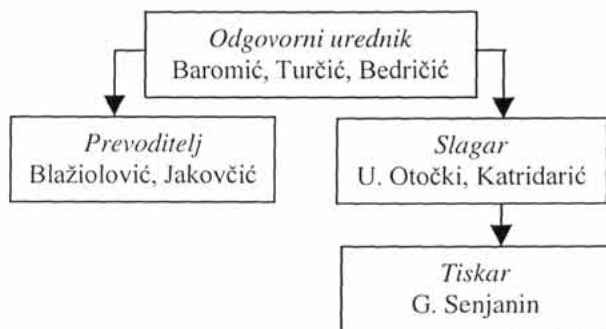 Odgovorni urednik
Baromić, Turčić, Bedričić
Prevoditelj
Blažiolović, Jakovčić
Slagar
U. Otočki, Katridarić
Tiskar
G. Senjanin